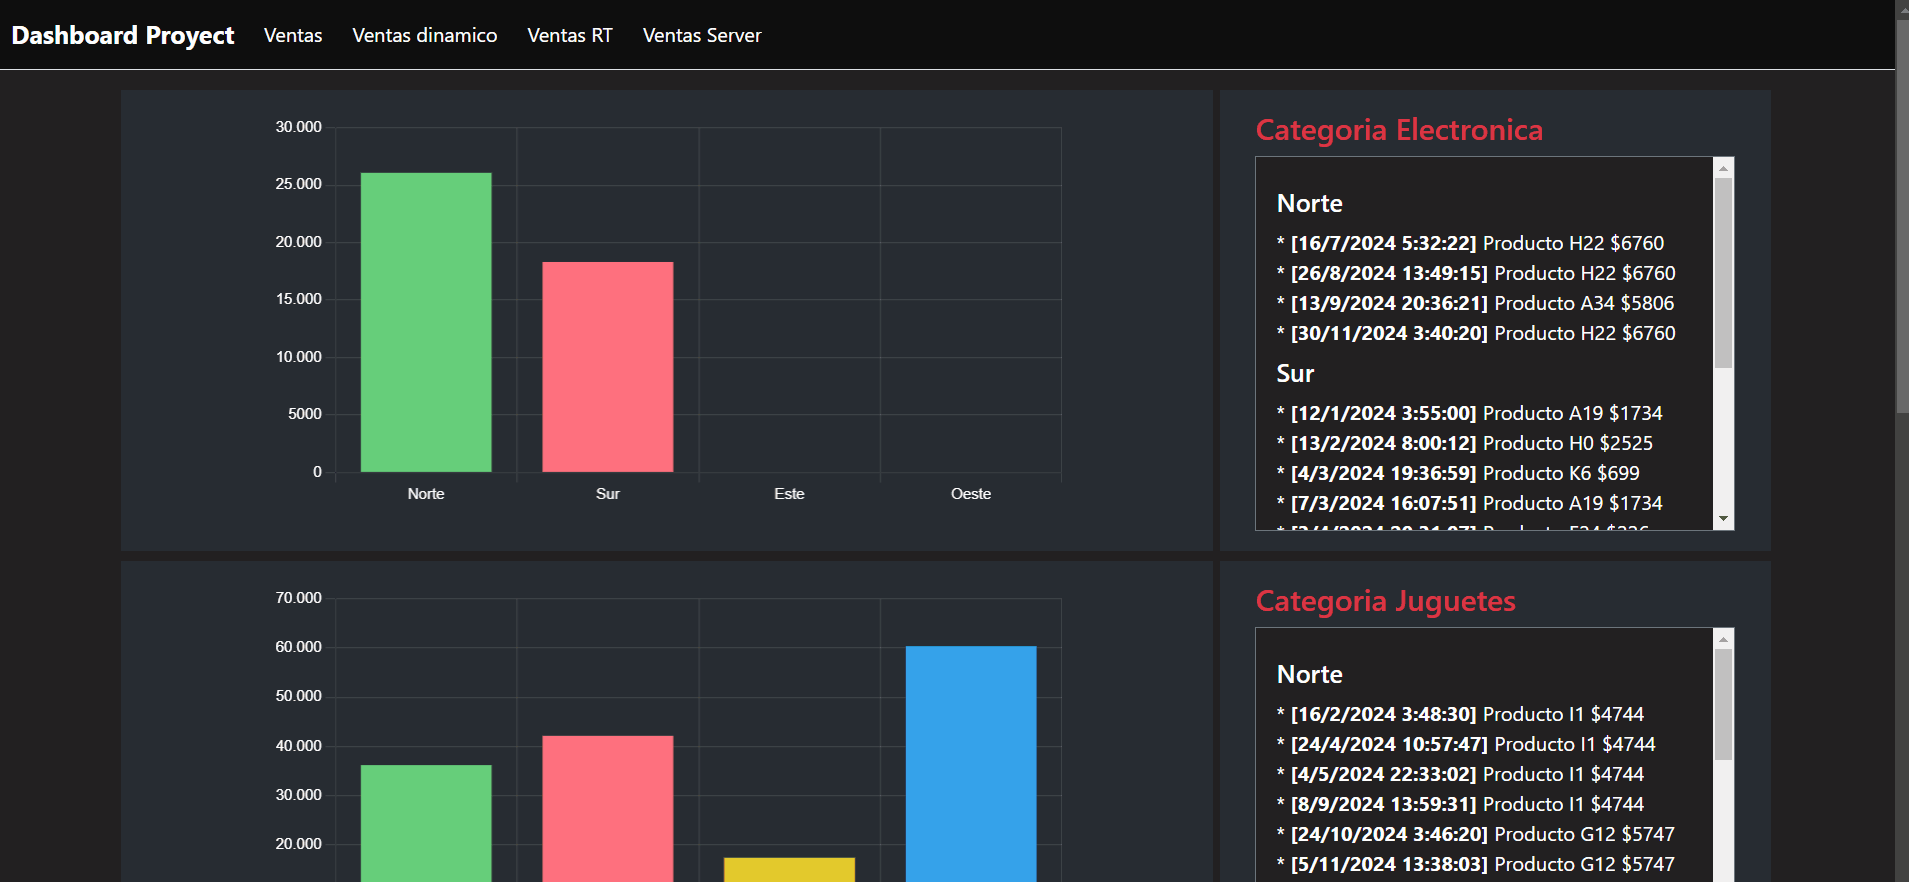 Dashboard Proyect Ventas Ventas dinamico Ventas RT Ventas Server
30.000
25.000
20.000
15.000
10.000
5000
0
Norte Sur Este Oeste
Categoria Electronica
Norte
* [16/7/2024 5:32:22] Producto H22 $6760
* [26/8/2024 13:49:15] Producto H22 $6760
* [13/9/2024 20:36:21] Producto A34 $5806
* [30/11/2024 3:40:20] Producto H22 $6760
Sur
* [12/1/2024 3:55:00] Producto A19 $1734
* [13/2/2024 8:00:12] Producto H0 $2525
* [4/3/2024 19:36:59] Producto K6 $699
* [7/3/2024 16:07:51] Producto A19 $1734
70.000
60.000
50.000
40.000
30.000
20.000
Categoria Juguetes
Norte
* [16/2/2024 3:48:30] Producto I1 $4744
* [24/4/2024 10:57:47] Producto I1 $4744
* [4/5/2024 22:33:02] Producto I1 $4744
* [8/9/2024 13:59:31] Producto I1 $4744
* [24/10/2024 3:46:20] Producto G12 $5747
* [5/11/2024 13:38:03] Producto G12 $5747